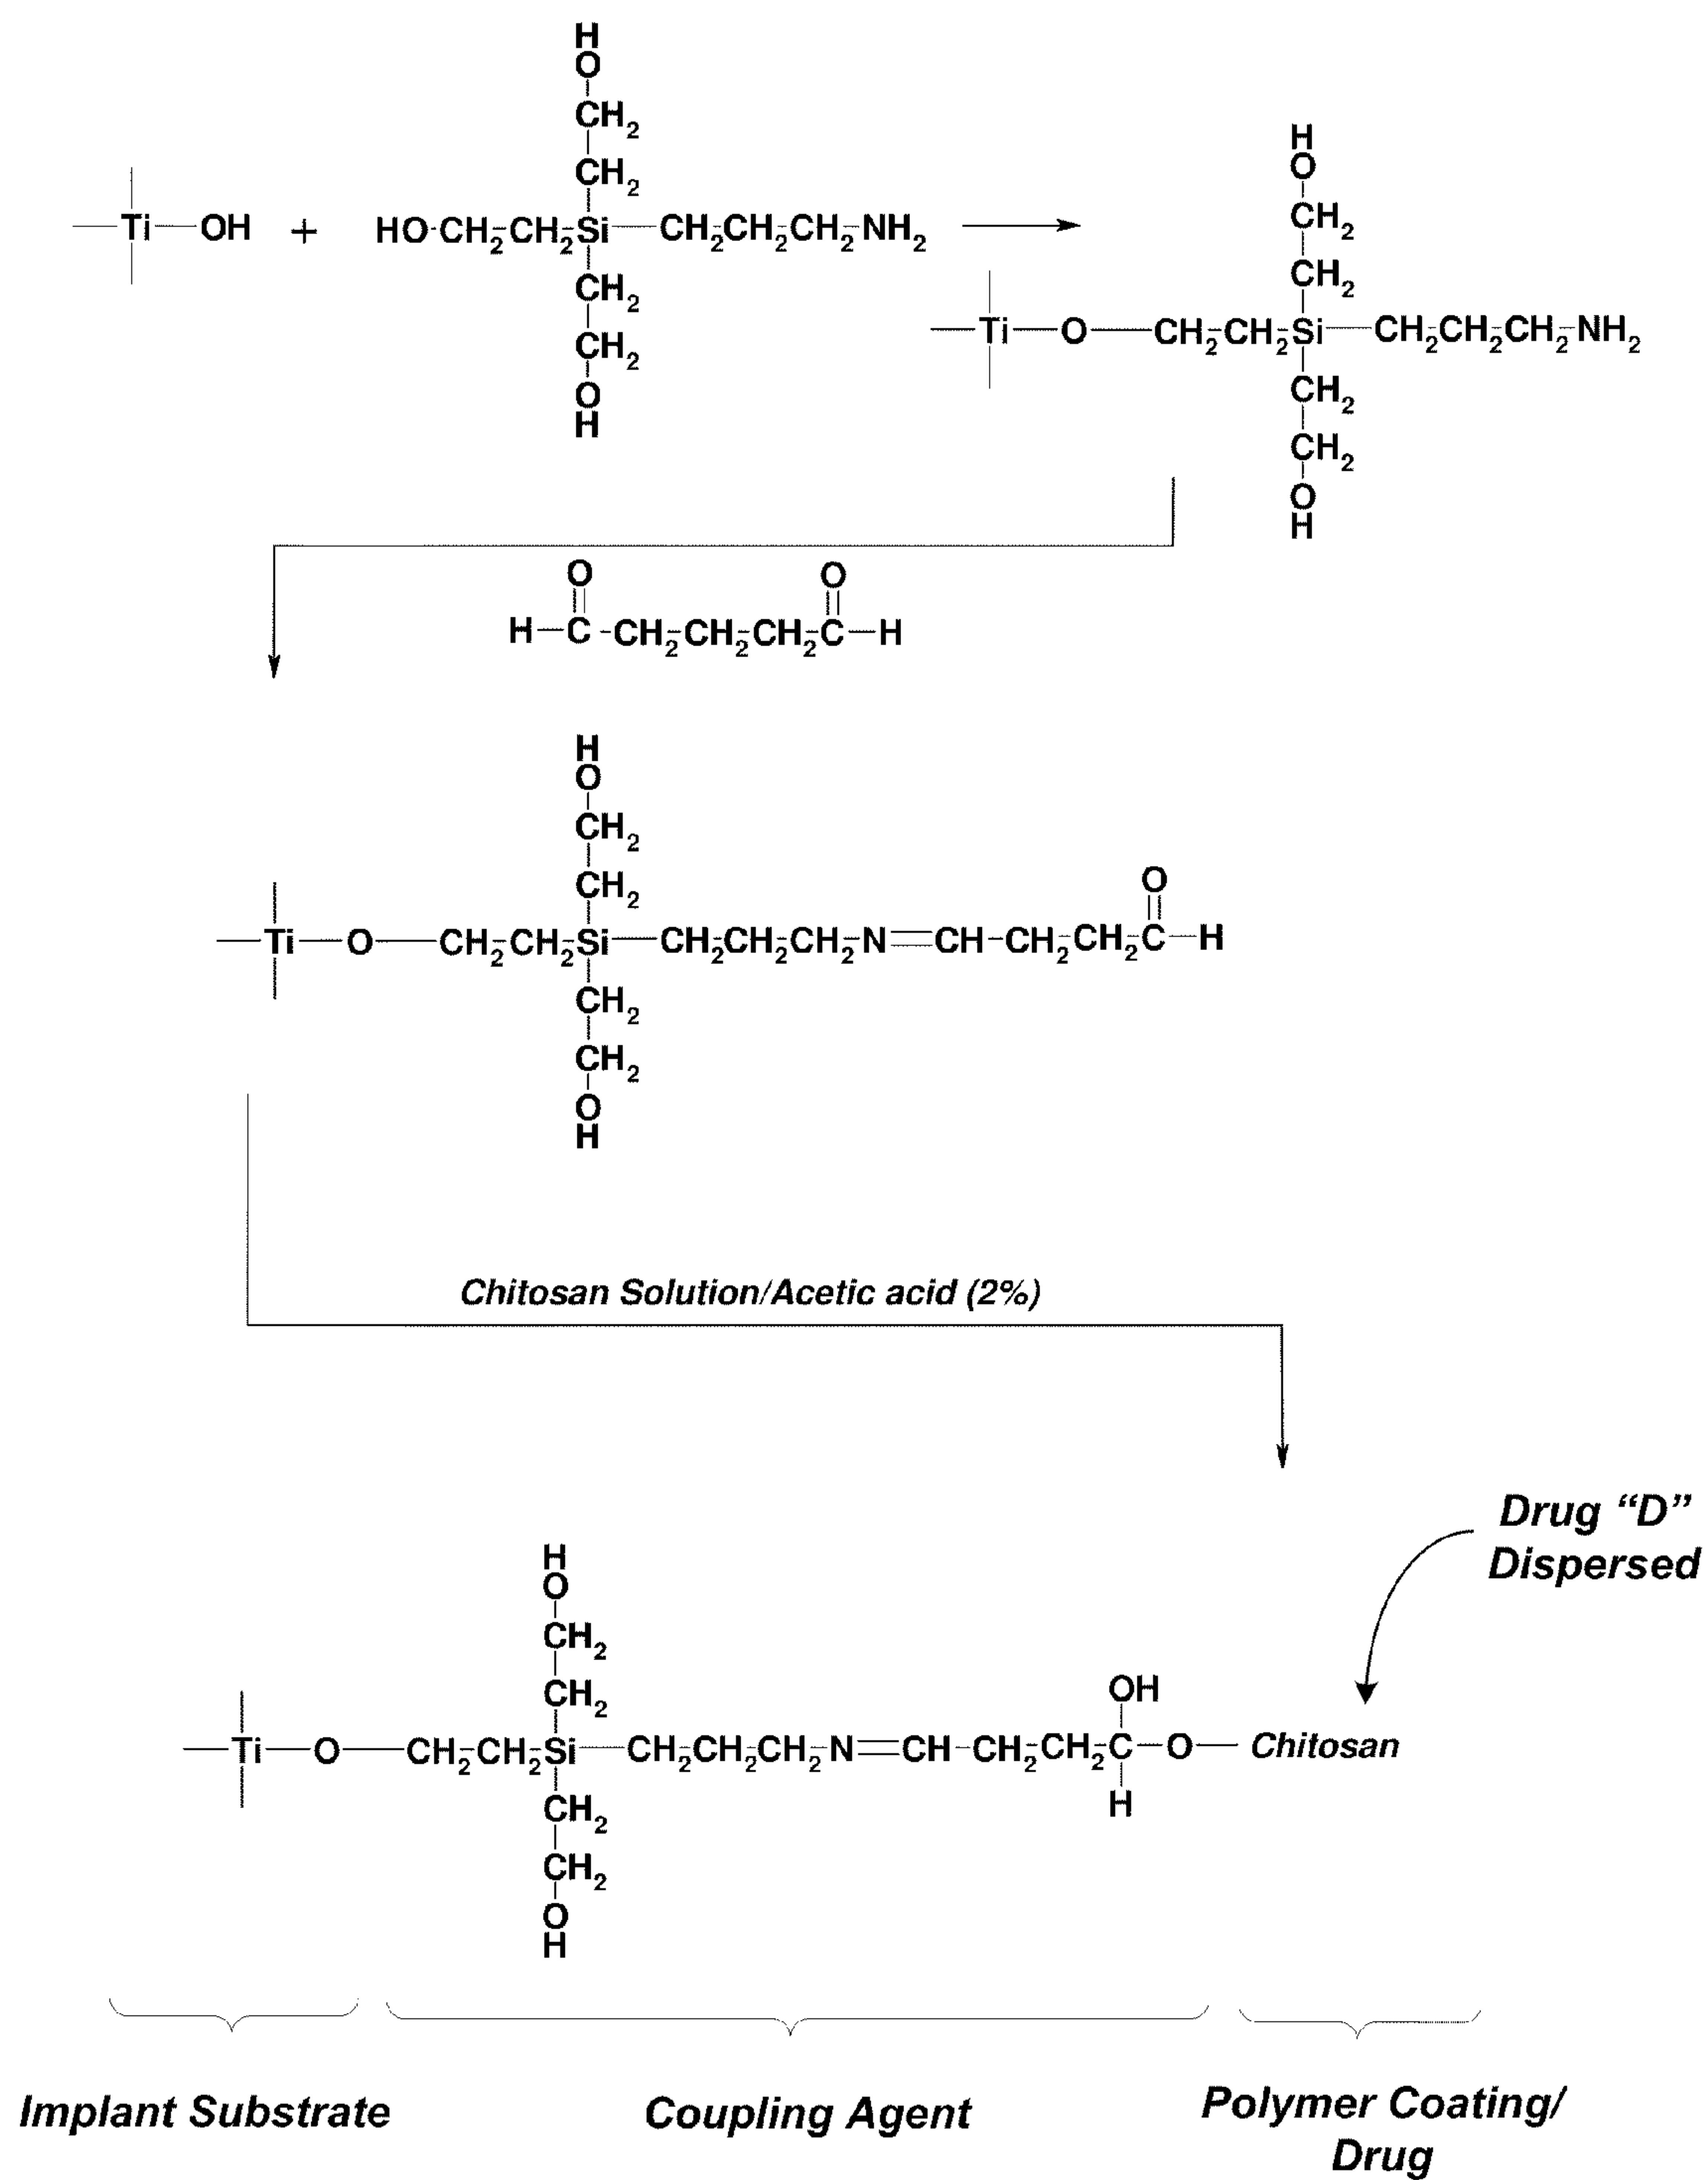 H
O
CH2
CH2
Ti—OH + HO-CH2-CH2-Si—CH2-CH2-CH2-NH2
CH2
CH2
O
H
H
O
CH2
CH2
Ti—O—CH2-CH2-Si—CH2-CH2-CH2-NH2
CH2
CH2
O
H
O O
H—C-CH2-CH2-CH2-C—H
H
O
CH2
CH2
O
Ti—O—CH2-CH2-Si—CH2-CH2-CH2-N=CH-CH2-CH2-C—H
CH2
CH2
O
H
Chitosan Solution/Acetic acid (2%)
Drug “D”
Dispersed
H
O
CH2
CH2
OH
Ti—O—CH2-CH2-Si—CH2-CH2-CH2-N=CH-CH2-CH2-C—O—Chitosan
H
CH2
CH2
O
H
Implant Substrate
Coupling Agent
Polymer Coating/
Drug